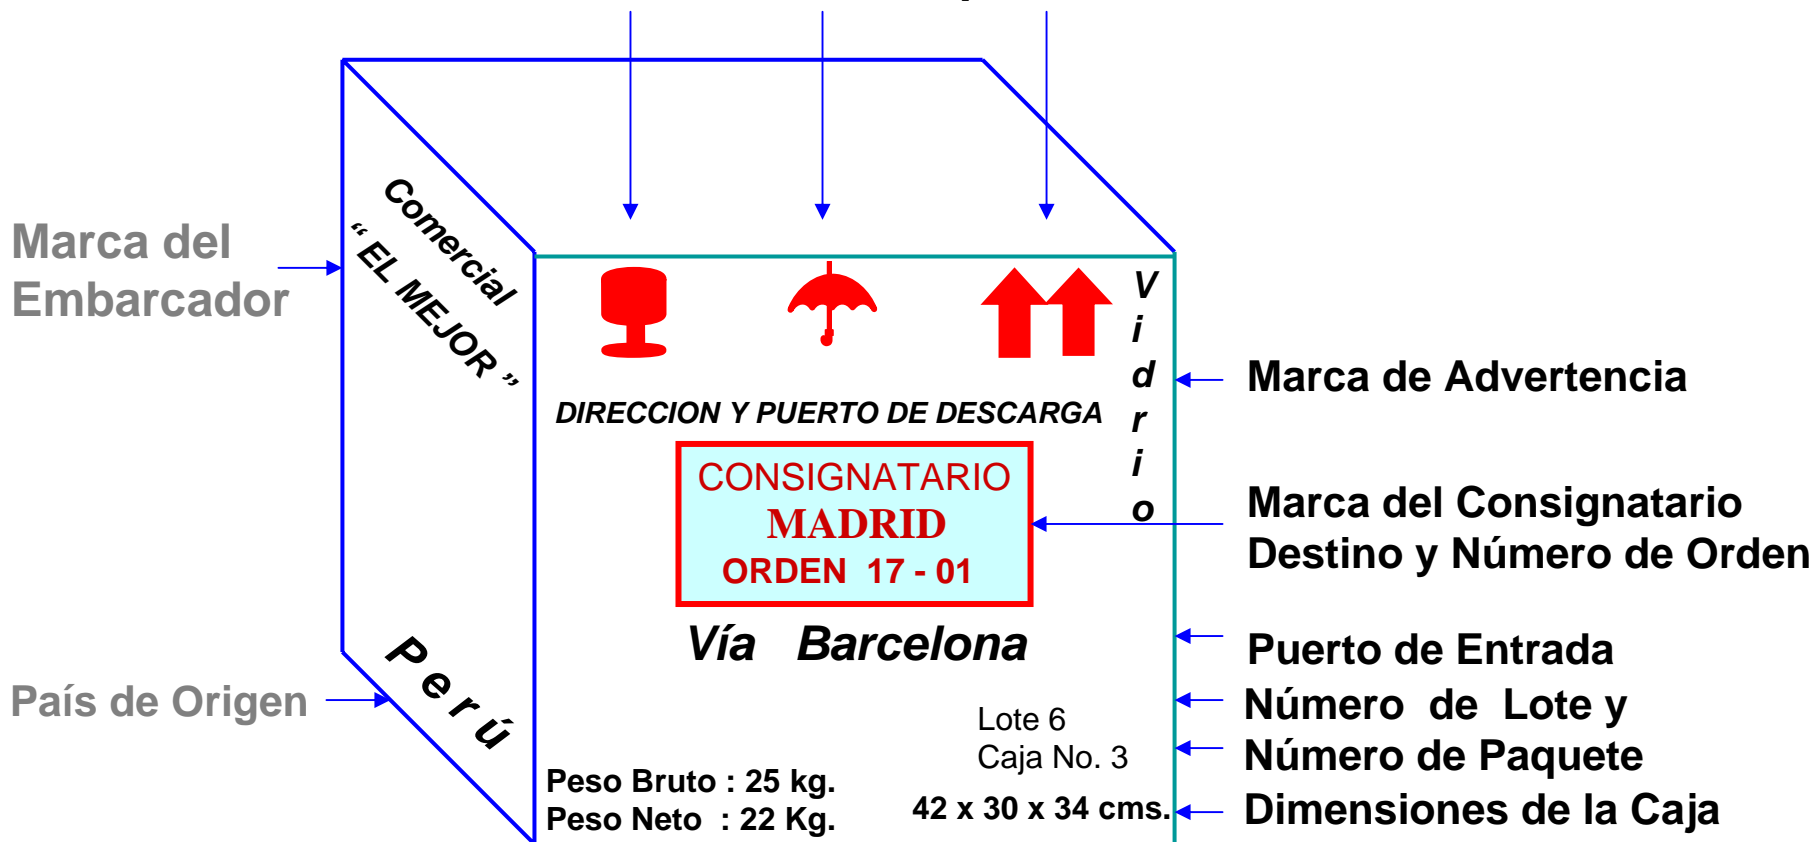 Marca del
Embarcador
País de Origen
Comercial
“ EL MEJOR ”
Perú
Vidrio
DIRECCION Y PUERTO DE DESCARGA
CONSIGNATARIO
MADRID
ORDEN 17 - 01
Vía Barcelona
Lote 6
Caja No. 3
Peso Bruto : 25 kg.
Peso Neto : 22 Kg.
42 x 30 x 34 cms.
Marca de Advertencia
Marca del Consignatario
Destino y Número de Orden
Puerto de Entrada
Número de Lote y
Número de Paquete
Dimensiones de la Caja